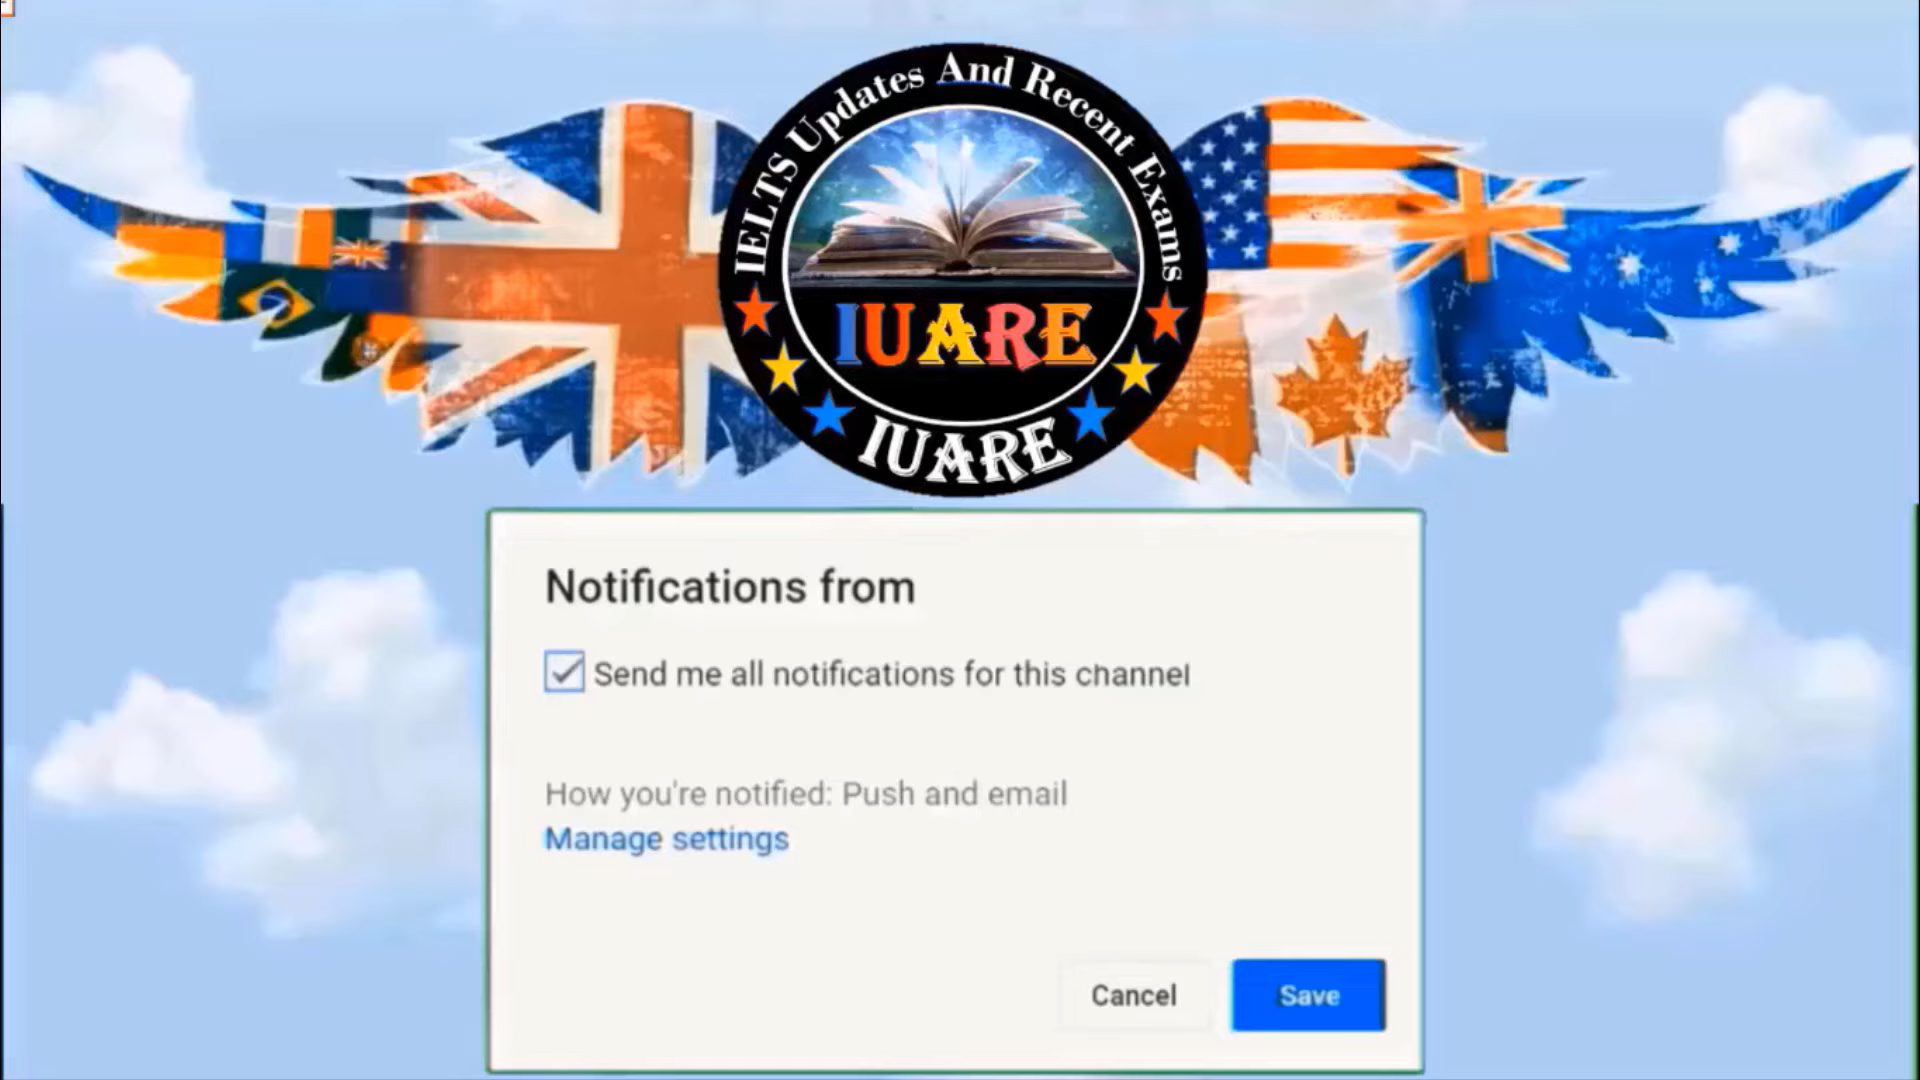 IELTS Updates And Recent Exams
IUARE
IUARE
Notifications from
Send me all notifications for this channel
How you're notified: Push and email
Manage settings
Cancel
Save